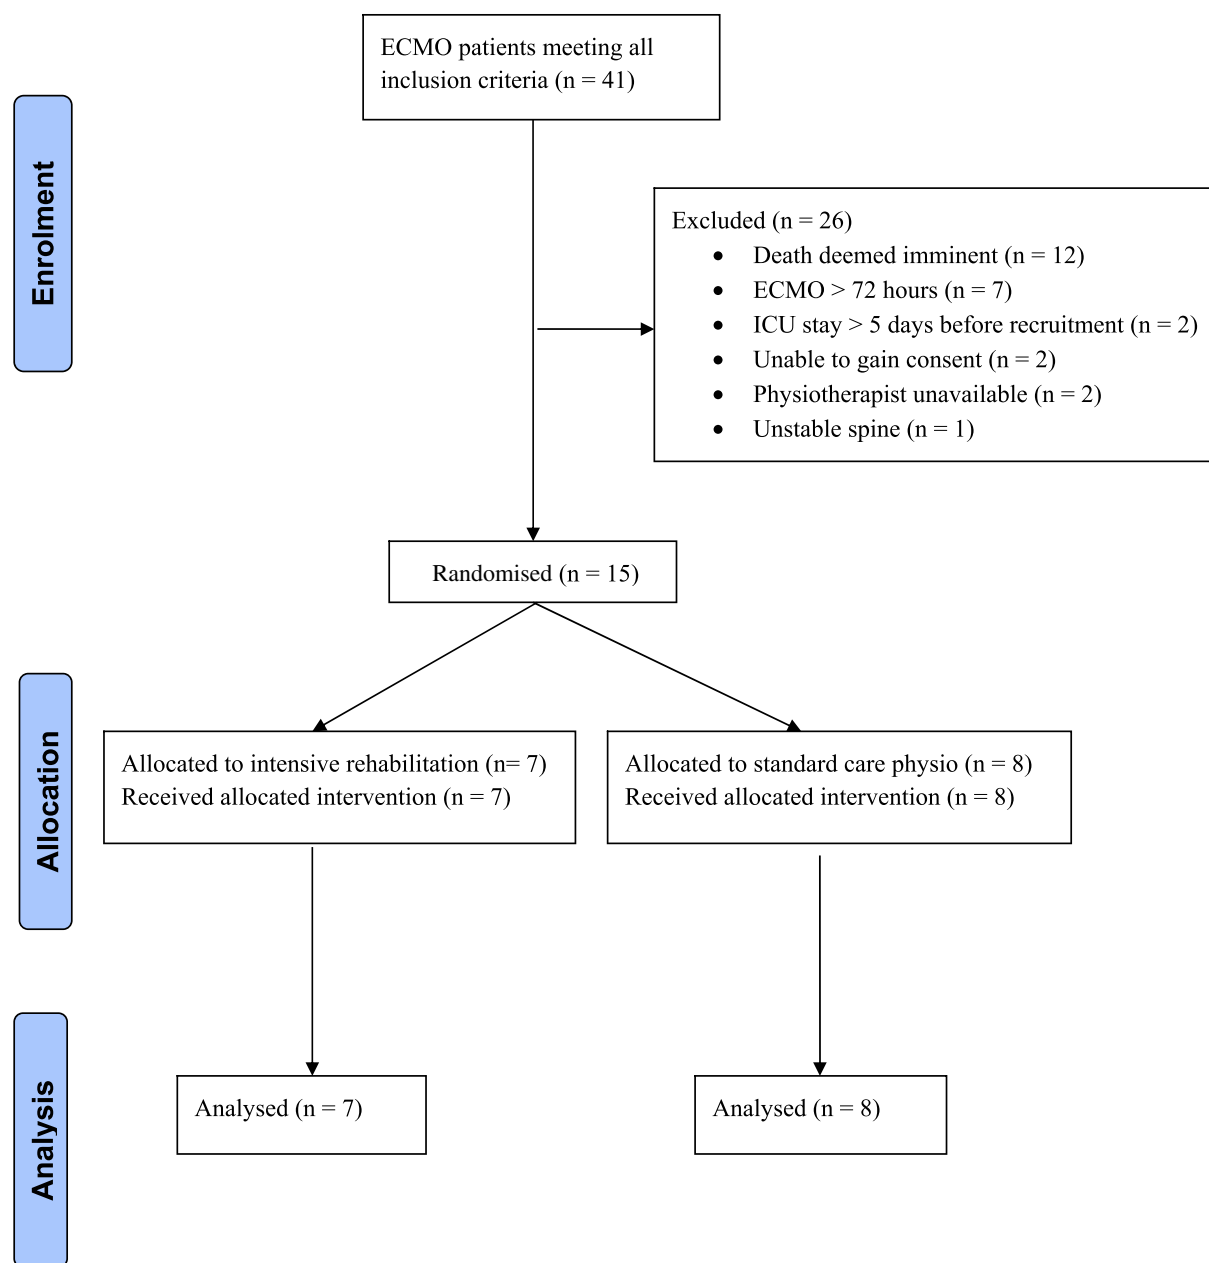 ECMO patients meeting all
inclusion criteria (n = 41)
Enrolment
Excluded (n = 26)
• Death deemed imminent (n = 12)
• ECMO > 72 hours (n = 7)
• ICU stay > 5 days before recruitment (n = 2)
• Unable to gain consent (n = 2)
• Physiotherapist unavailable (n = 2)
• Unstable spine (n = 1)
Randomised (n = 15)
Allocation
Allocated to intensive rehabilitation (n= 7)
Received allocated intervention (n = 7)
Allocated to standard care physio (n = 8)
Received allocated intervention (n = 8)
Analysis
Analysed (n = 7)
Analysed (n = 8)